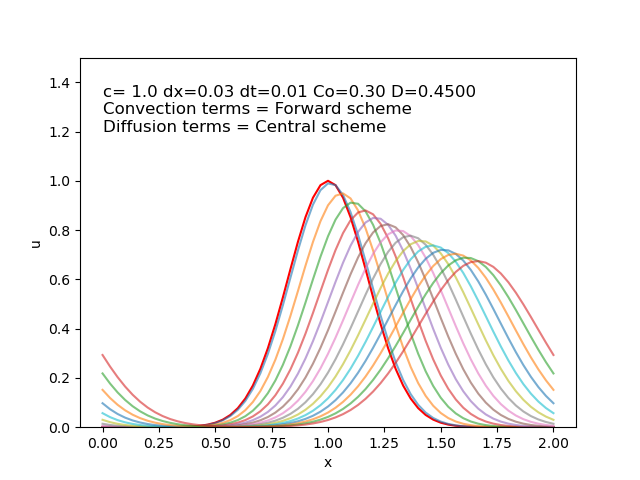 c= 1.0 dx=0.03 dt=0.01 Co=0.30 D=0.4500
Convection terms = Forward scheme
Diffusion terms = Central scheme
u
1.4
1.2
1.0
0.8
0.6
0.4
0.2
0.0
0.00 0.25 0.50 0.75 1.00 1.25 1.50 1.75 2.00
x